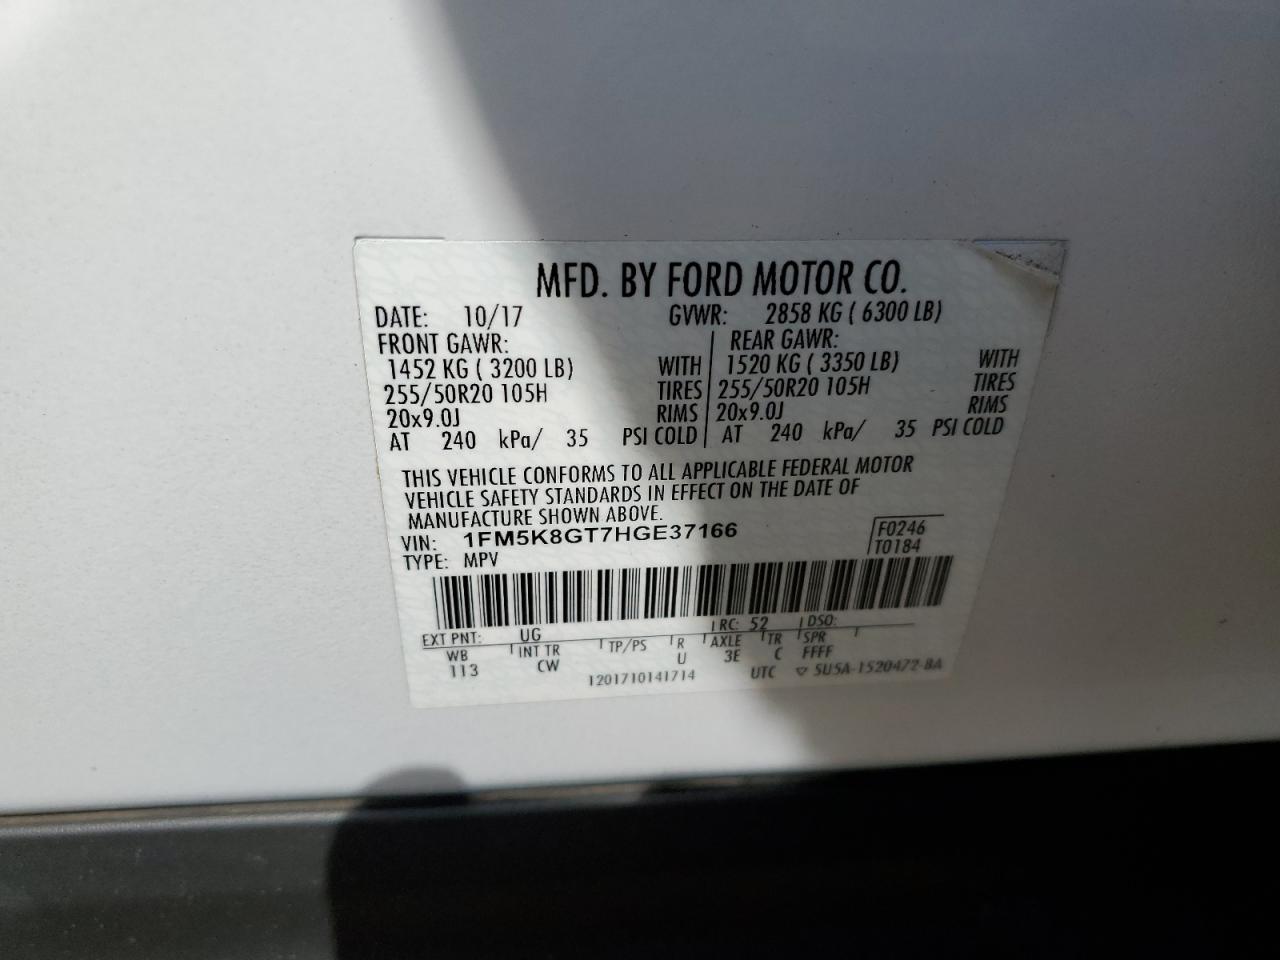 MFD. BY FORD MOTOR CO.
DATE: 10/17 GVWR: 2858 KG ( 6300 LB)
FRONT GAWR: REAR GAWR:
1452 KG ( 3200 LB) WITH 1520 KG ( 3350 LB) WITH
255/50R20 105H TIRES 255/50R20 105H TIRES
20x9.0J RIMS 20x9.0J RIMS
AT 240 kPa/ 35 PSI COLD AT 240 kPa/ 35 PSI COLD
THIS VEHICLE CONFORMS TO ALL APPLICABLE FEDERAL MOTOR
VEHICLE SAFETY STANDARDS IN EFFECT ON THE DATE OF
MANUFACTURE SHOWN ABOVE.
VIN: 1FM5K8GT7HGE37166 F0246
TYPE: MPV T0184
EXT PNT: UG RC: 52 DSO:
WB INT TR TP/PS R AXLE TR SPR
113 CW U 3E C FFFF
1201710141714 UTC ▽ SU5A-1520472-BA